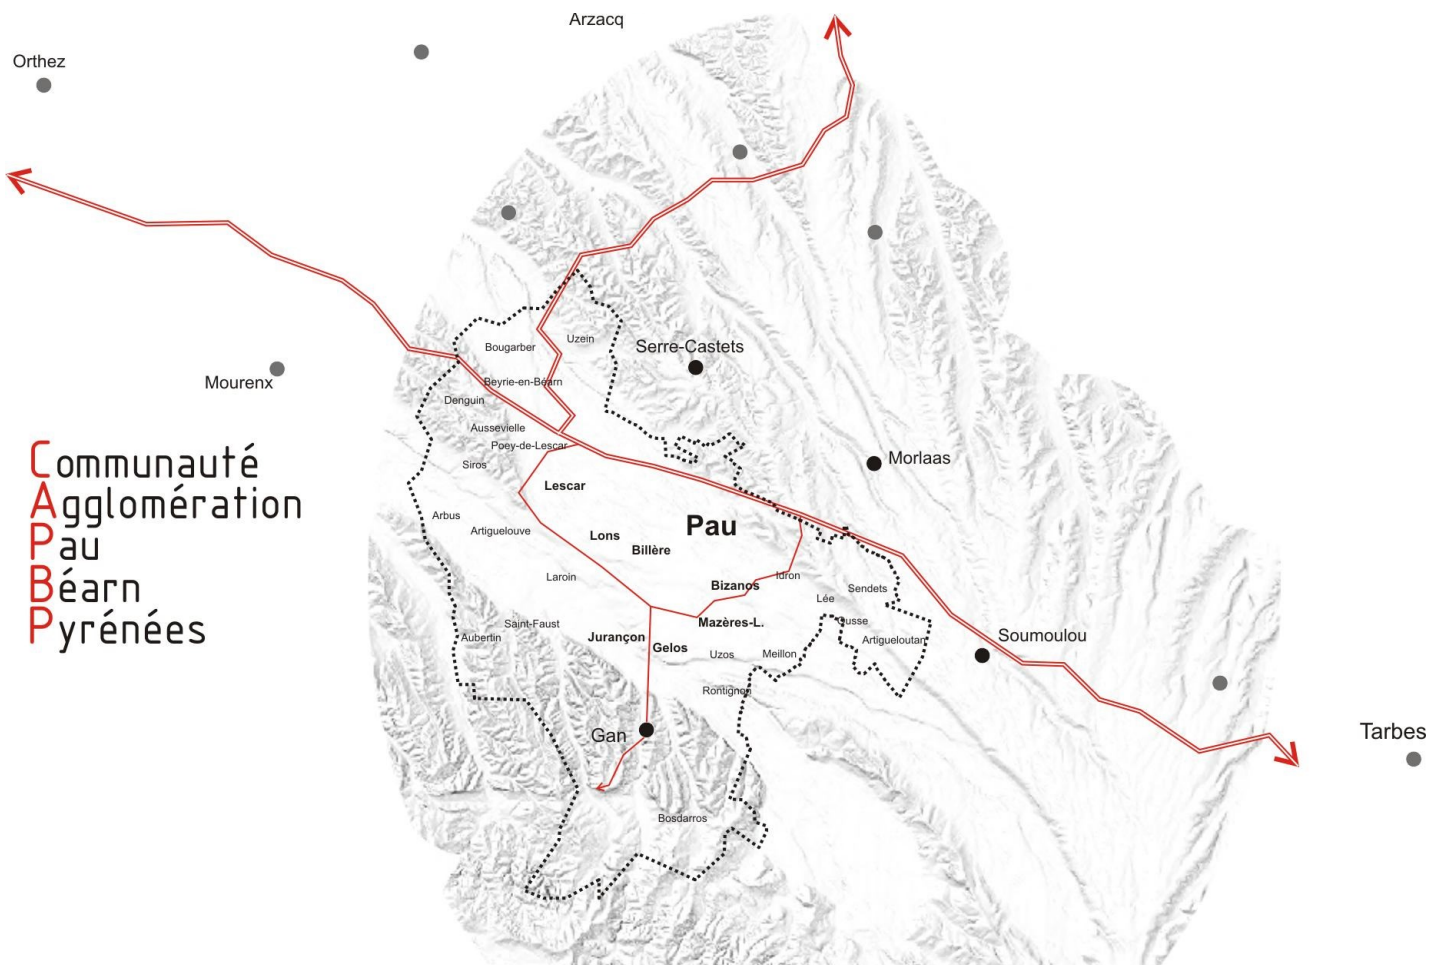 Arzacq
Orthez
Mourenx
Serre-Castets
Uzein
Bougarber
Beyrie-en-Béarn
Denguin
Aussevielle
Poey-de-Lescar
Siros
Morlaas
Communauté
Agglomération
Pau
Béarn
Pyrénées
Lescar
Arbus
Artiguelouve
Lons
Pau
Billère
Laroin
Bizanos
Idron
Sendets
Lée
Ousse
Artigueloutan
Soumoulou
Saint-Faust
Aubertin
Jurançon
Mazères-L.
Gelos
Uzos
Meillon
Rontignon
Gan
Tarbes
Bosdarros